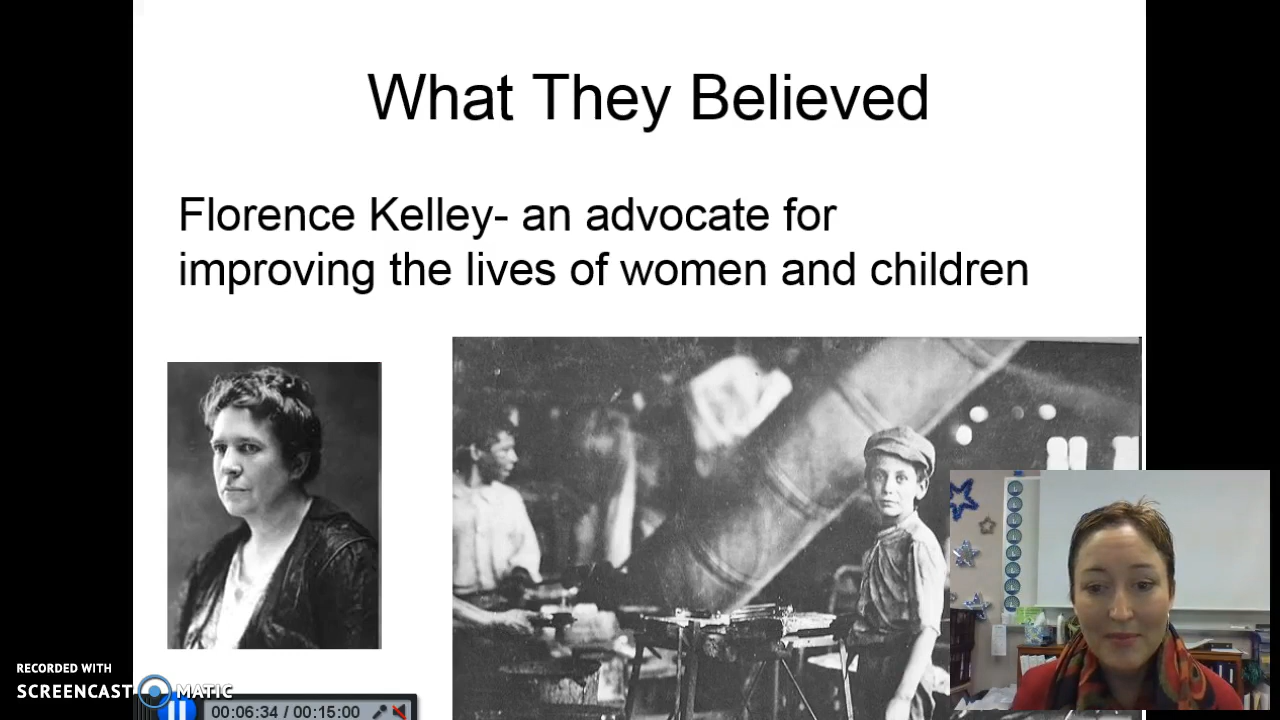 What They Believed
Florence Kelley- an advocate for
improving the lives of women and children
RECORDED WITH
SCREENCAST MATIC
00:06:34 / 00:15:00